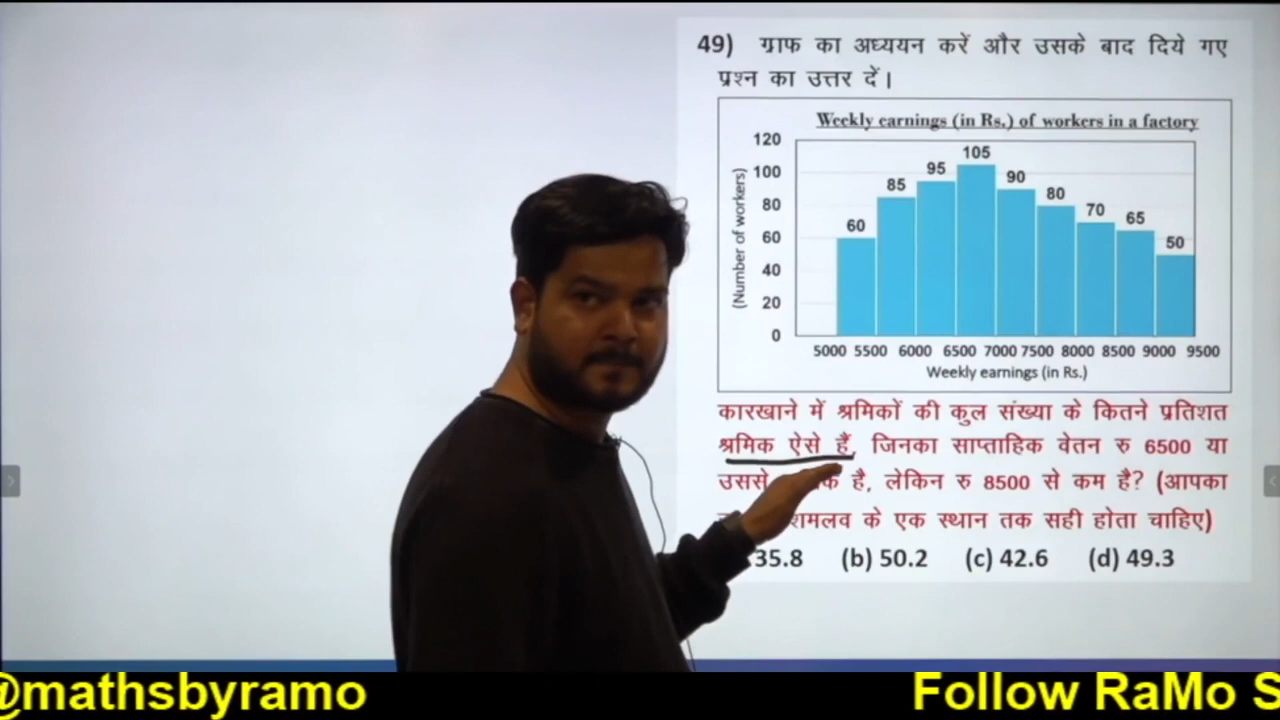 49) ग्राफ का अध्ययन करें और उसके बाद दिये गए
प्रश्न का उत्तर दें।
Weekly earnings (in Rs.) of workers in a factory
(Number of workers)
120
100
80
60
40
20
0
60
85
95
105
90
80
70
65
50
5000 5500 6000 6500 7000 7500 8000 8500 9000 9500
Weekly earnings (in Rs.)
कारखाने में श्रमिकों की कुल संख्या के कितने प्रतिशत
श्रमिक ऐसे हैं, जिनका साप्ताहिक वेतन रु 6500 या
उससे है, लेकिन रु 8500 से कम है? (आपका
के एक स्थान तक सही होता चाहिए)
35.8 (b) 50.2 (c) 42.6 (d) 49.3
@mathsbyramo
Follow RaMo S